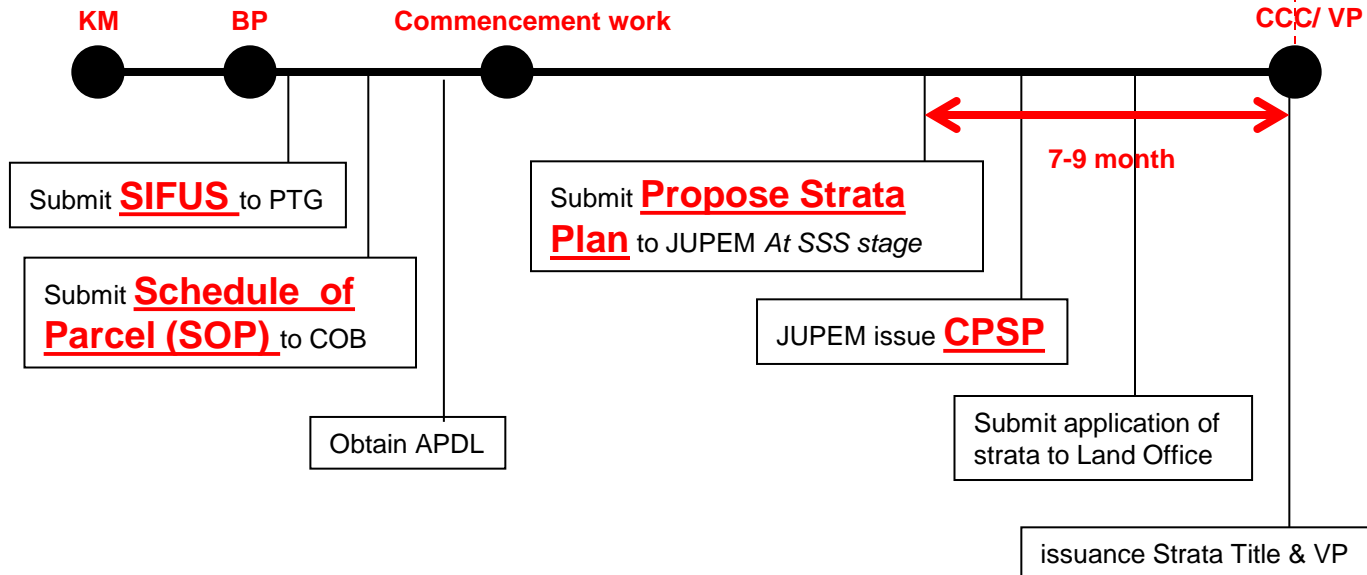 KM
BP
Commencement work
CCC/ VP
7-9 month
Submit SIFUS to PTG
Submit Schedule of
Parcel (SOP) to COB
Obtain APDL
Submit Propose Strata
Plan to JUPEM At SSS stage
JUPEM issue CPSP
Submit application of
strata to Land Office
issuance Strata Title & VP